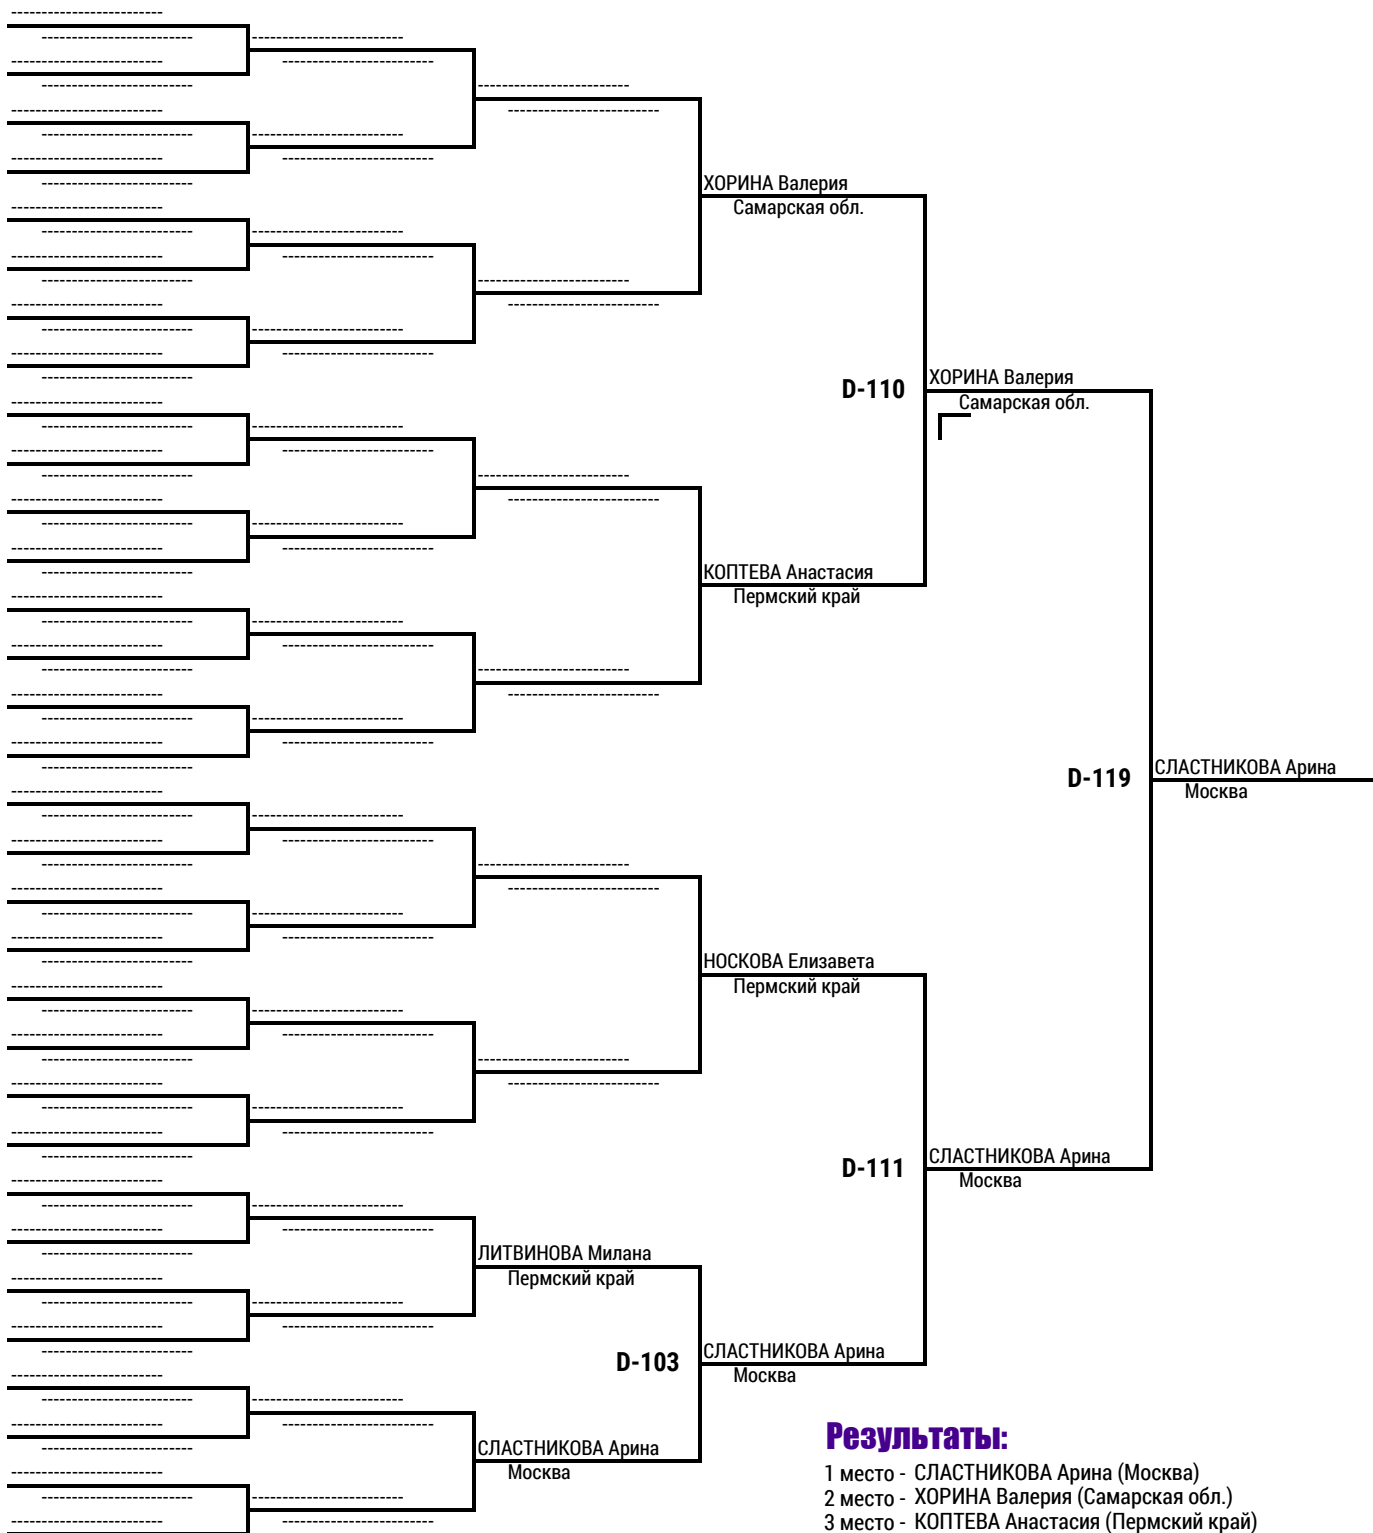 ХОРИНА Валерия
Самарская обл.
D-110
ХОРИНА Валерия
Самарская обл.
КОПТЕВА Анастасия
Пермский край
D-119
СЛАСТНИКОВА Арина
Москва
НОСКОВА Елизавета
Пермский край
D-111
СЛАСТНИКОВА Арина
Москва
ЛИТВИНОВА Милана
Пермский край
D-103
СЛАСТНИКОВА Арина
Москва
СЛАСТНИКОВА Арина
Москва
Результаты:
1 место - СЛАСТНИКОВА Арина (Москва)
2 место - ХОРИНА Валерия (Самарская обл.)
3 место - КОПТЕВА Анастасия (Пермский край)